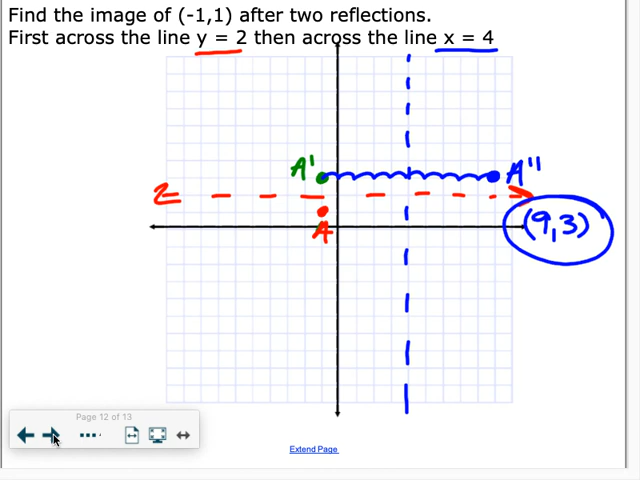 Find the image of (-1,1) after two reflections.
First across the line y = 2 then across the line x = 4
A' A''
A
(9,3)
Page 12 of 13
Extend Page